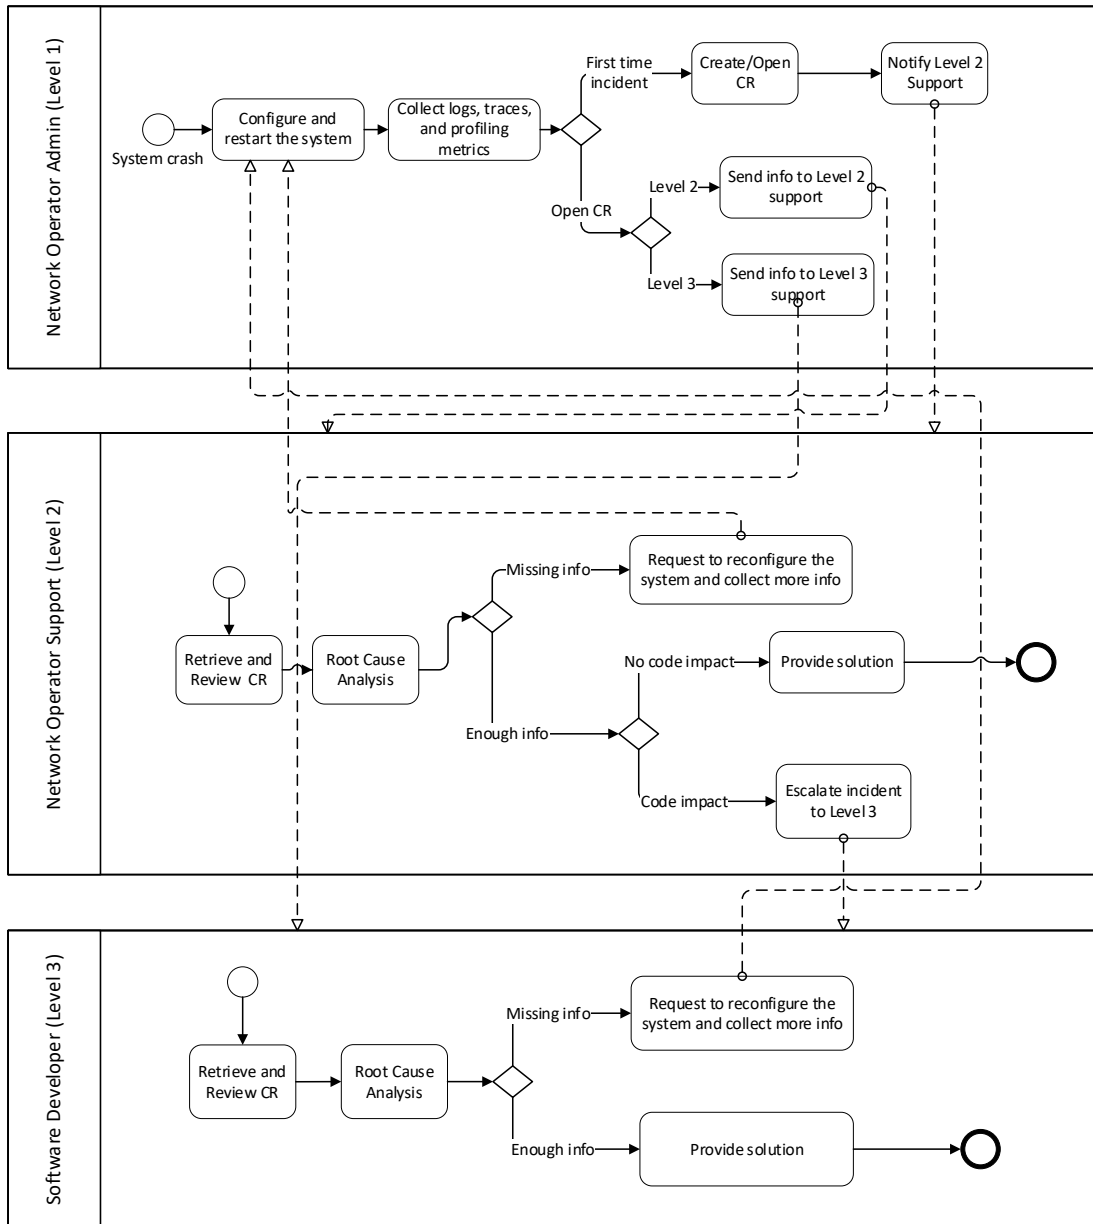 Network Operator Admin (Level 1)
System crash
Configure and
restart the system
Collect logs, traces,
and profiling
metrics
First time
incident
Create/Open
CR
Notify Level 2
Support
Open CR
Level 2
Send info to Level 2
support
Level 3
Send info to Level 3
support
Network Operator Support (Level 2)
Retrieve and
Review CR
Root Cause
Analysis
Missing info
Request to reconfigure the
system and collect more info
Enough info
No code impact
Provide solution
Code impact
Escalate incident
to Level 3
Software Developer (Level 3)
Retrieve and
Review CR
Root Cause
Analysis
Missing info
Request to reconfigure the
system and collect more info
Enough info
Provide solution